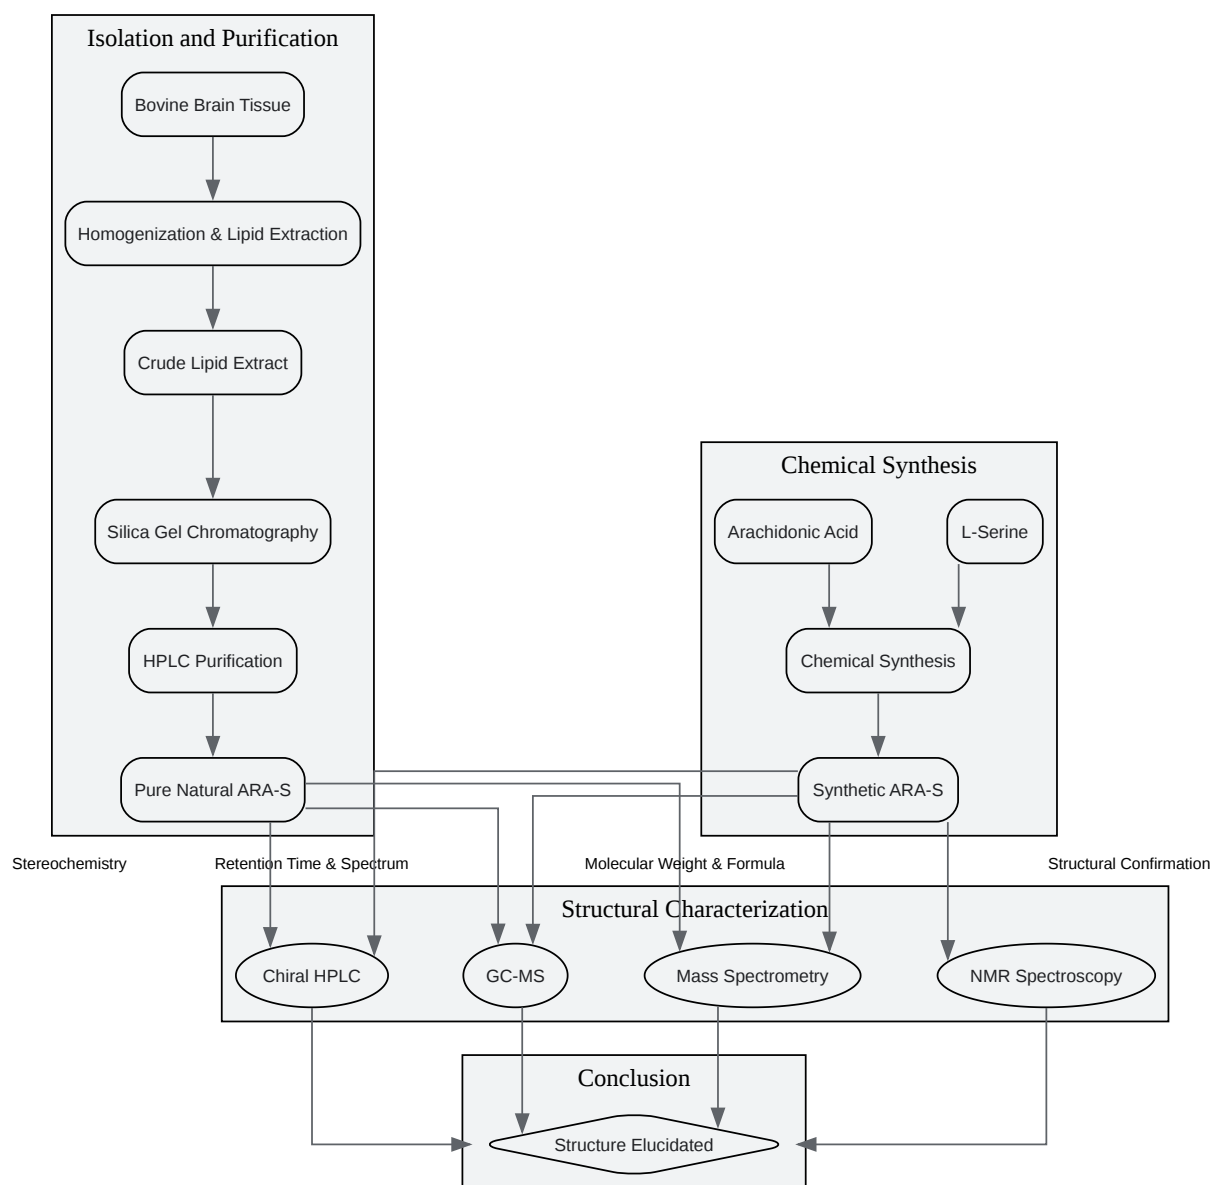 Isolation and Purification
Bovine Brain Tissue
Homogenization & Lipid Extraction
Crude Lipid Extract
Silica Gel Chromatography
HPLC Purification
Pure Natural ARA-S
Chemical Synthesis
Arachidonic Acid
L-Serine
Chemical Synthesis
Synthetic ARA-S
Stereochemistry
Retention Time & Spectrum
Molecular Weight & Formula
Structural Confirmation
Structural Characterization
Chiral HPLC
GC-MS
Mass Spectrometry
NMR Spectroscopy
Conclusion
Structure Elucidated